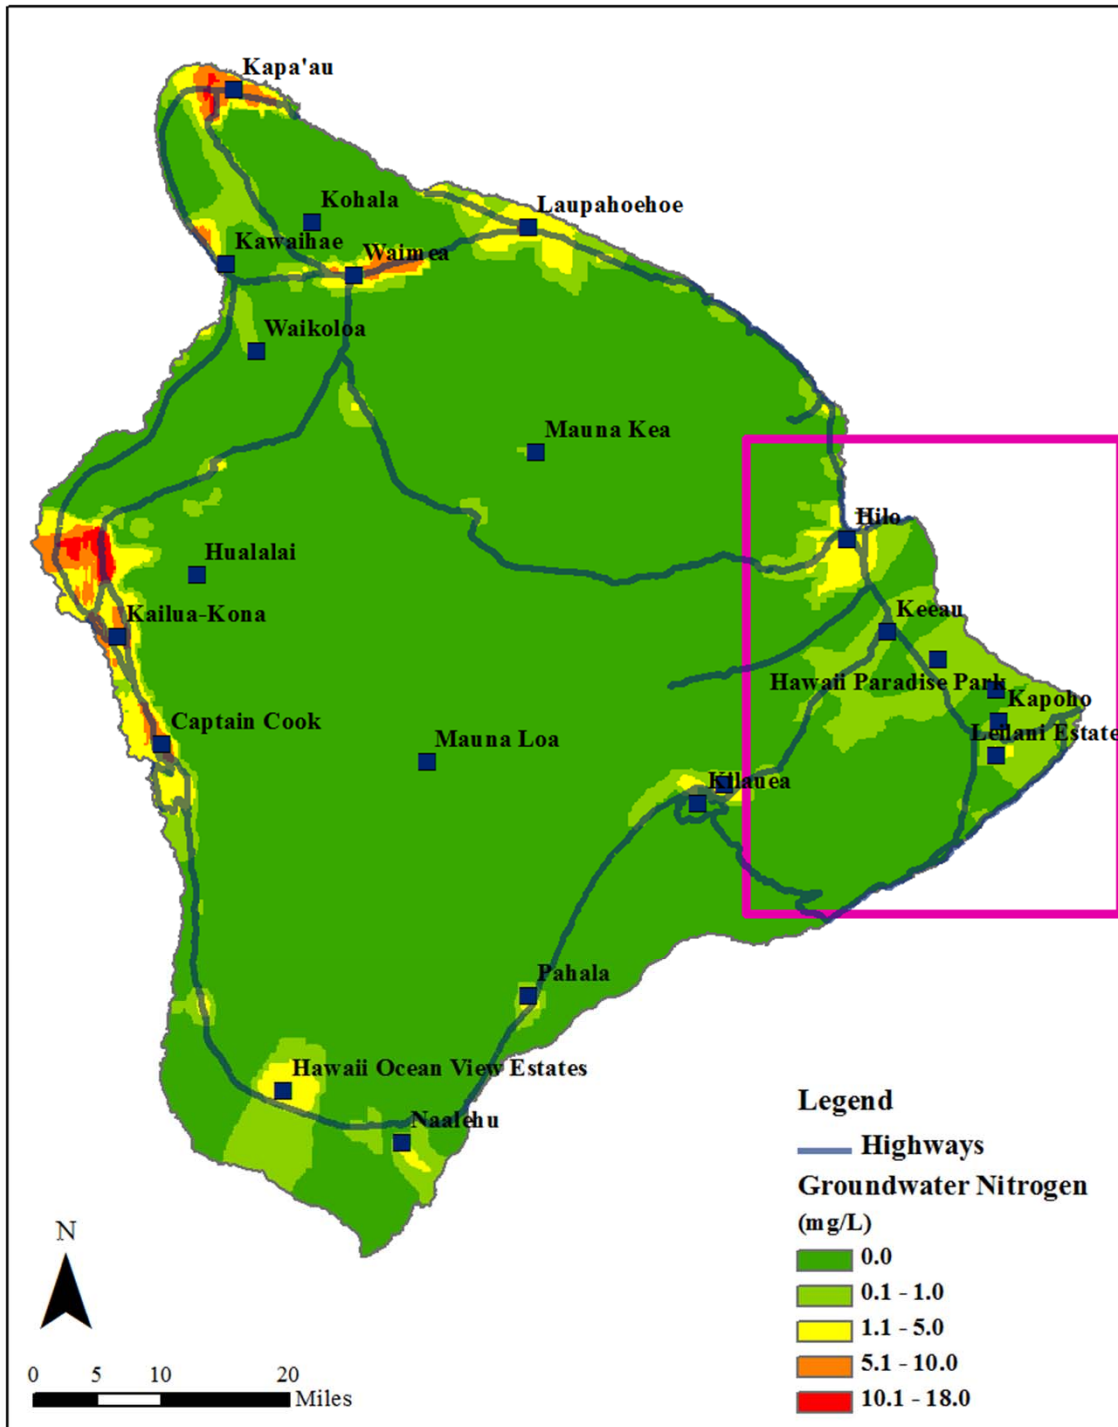 Kapa'au
Kohala
Laupahoehoe
Kawaihae
Waimea
Waikoloa
Mauna Kea
Hilo
Hualalai
Kailua-Kona
Keeau
Hawaii Paradise Park
Kapoho
Captain Cook
Mauna Loa
Leilani Estate
Kilauea
Pahala
Hawaii Ocean View Estates
Naalehu
Legend
Highways
Groundwater Nitrogen
(mg/L)
0.0
0.1 - 1.0
1.1 - 5.0
5.1 - 10.0
10.1 - 18.0
N
0 5 10 20
Miles